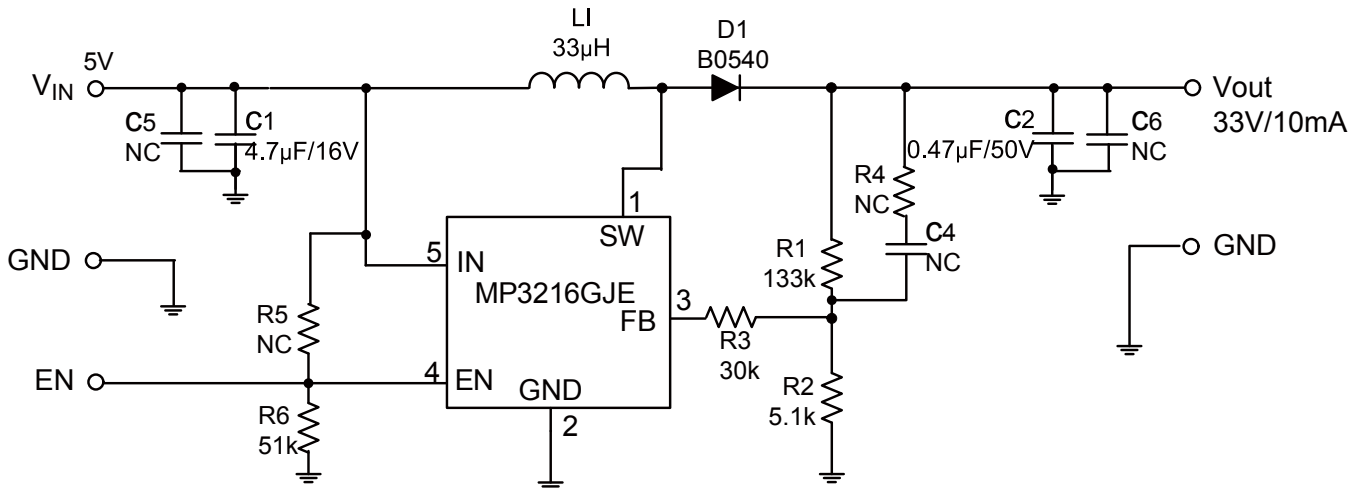 LI
33µH
D1
B0540
5V
VIN
C5
NC
C1
4.7µF/16V
Vout
33V/10mA
C2
0.47µF/50V
C6
NC
R4
NC
C4
NC
R1
133k
1
SW
5
IN
MP3216GJE
3
FB
R3
30k
GND
GND
R5
NC
EN
4
EN
GND
2
R6
51k
R2
5.1k